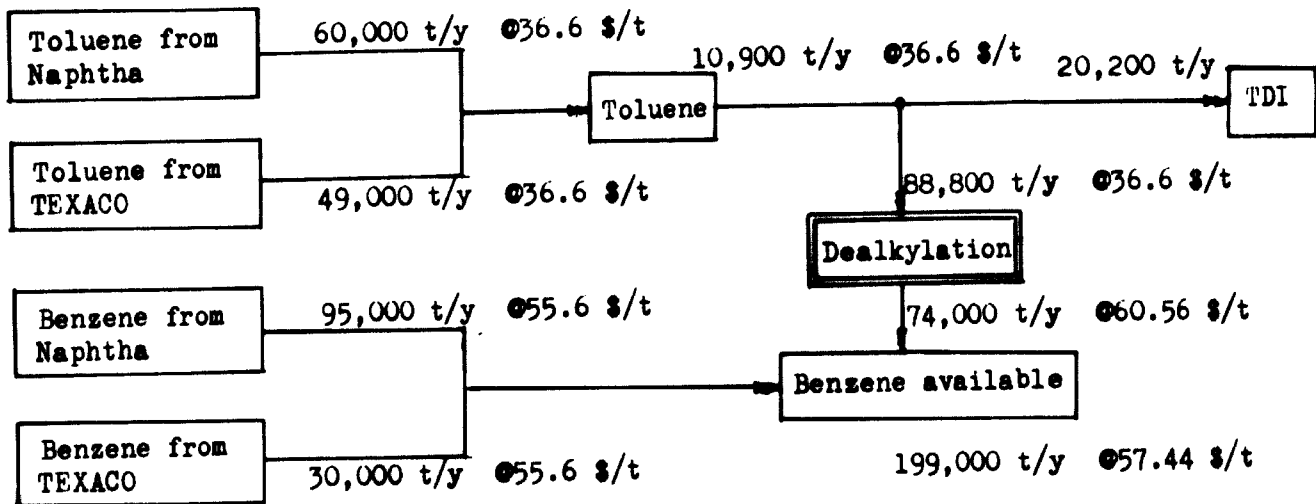 Toluene from
Naphtha
60,000 t/y @36.6 $/t
Toluene from
TEXACO
49,000 t/y @36.6 $/t
Toluene
10,900 t/y @36.6 $/t
20,200 t/y
TDI
88,800 t/y @36.6 $/t
Dealkylation
74,000 t/y @60.56 $/t
Benzene from
Naphtha
95,000 t/y @55.6 $/t
Benzene from
TEXACO
30,000 t/y @55.6 $/t
Benzene available
199,000 t/y @57.44 $/t